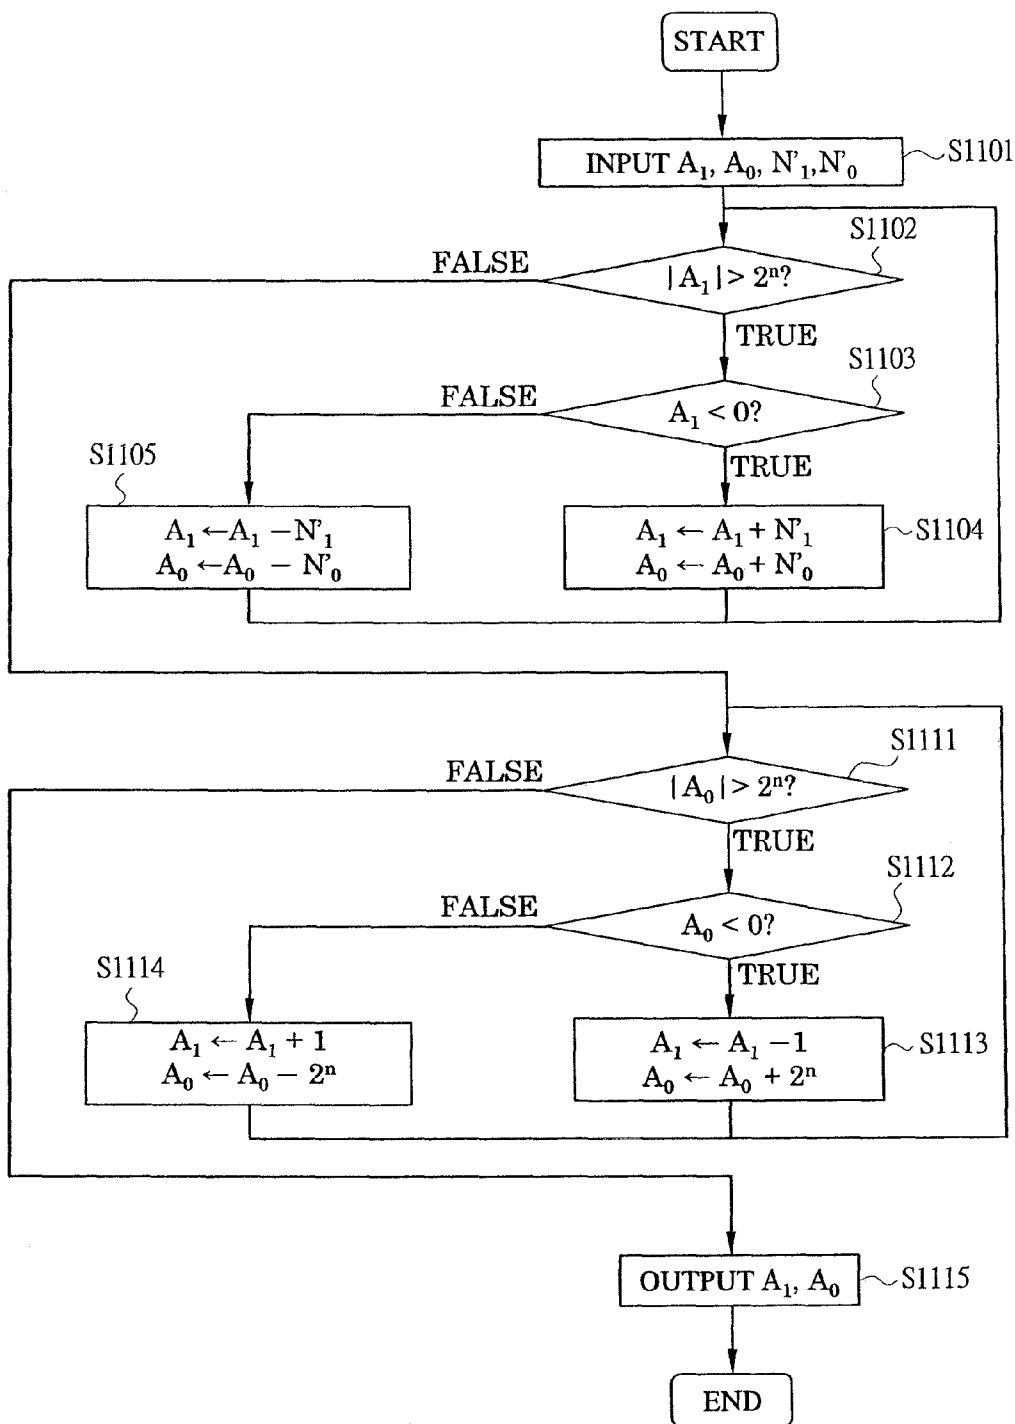 START
INPUT A₁, A₀, N'₁,N'₀
S1101
S1102
FALSE
|A₁| > 2ⁿ?
TRUE
S1103
FALSE
A₁ < 0?
TRUE
S1105
A₁ ← A₁ − N'₁
A₀ ← A₀ − N'₀
A₁ ← A₁ + N'₁
A₀ ← A₀ + N'₀
S1104
S1111
FALSE
|A₀| > 2ⁿ?
TRUE
S1112
FALSE
A₀ < 0?
TRUE
S1114
A₁ ← A₁ + 1
A₀ ← A₀ − 2ⁿ
A₁ ← A₁ − 1
A₀ ← A₀ + 2ⁿ
S1113
OUTPUT A₁, A₀
S1115
END